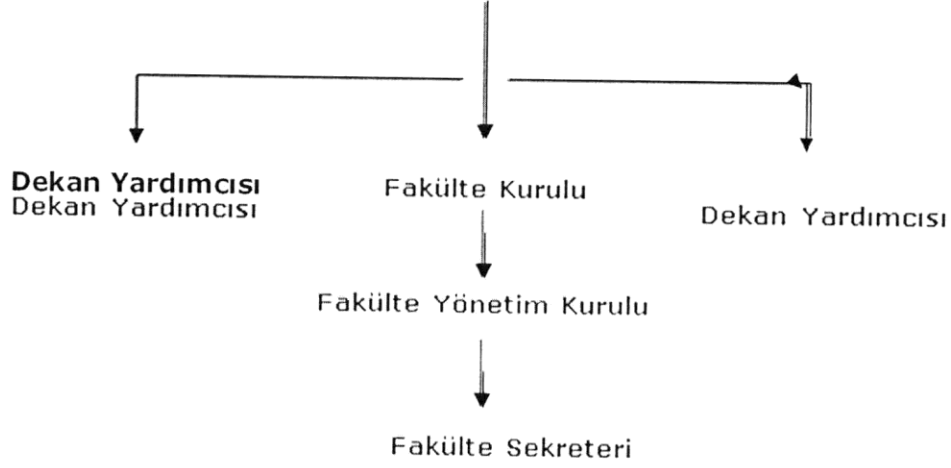 Dekan Yardımcısı
Dekan Yardımcısı
Fakülte Kurulu
Dekan Yardımcısı
Fakülte Yönetim Kurulu
Fakülte Sekreteri